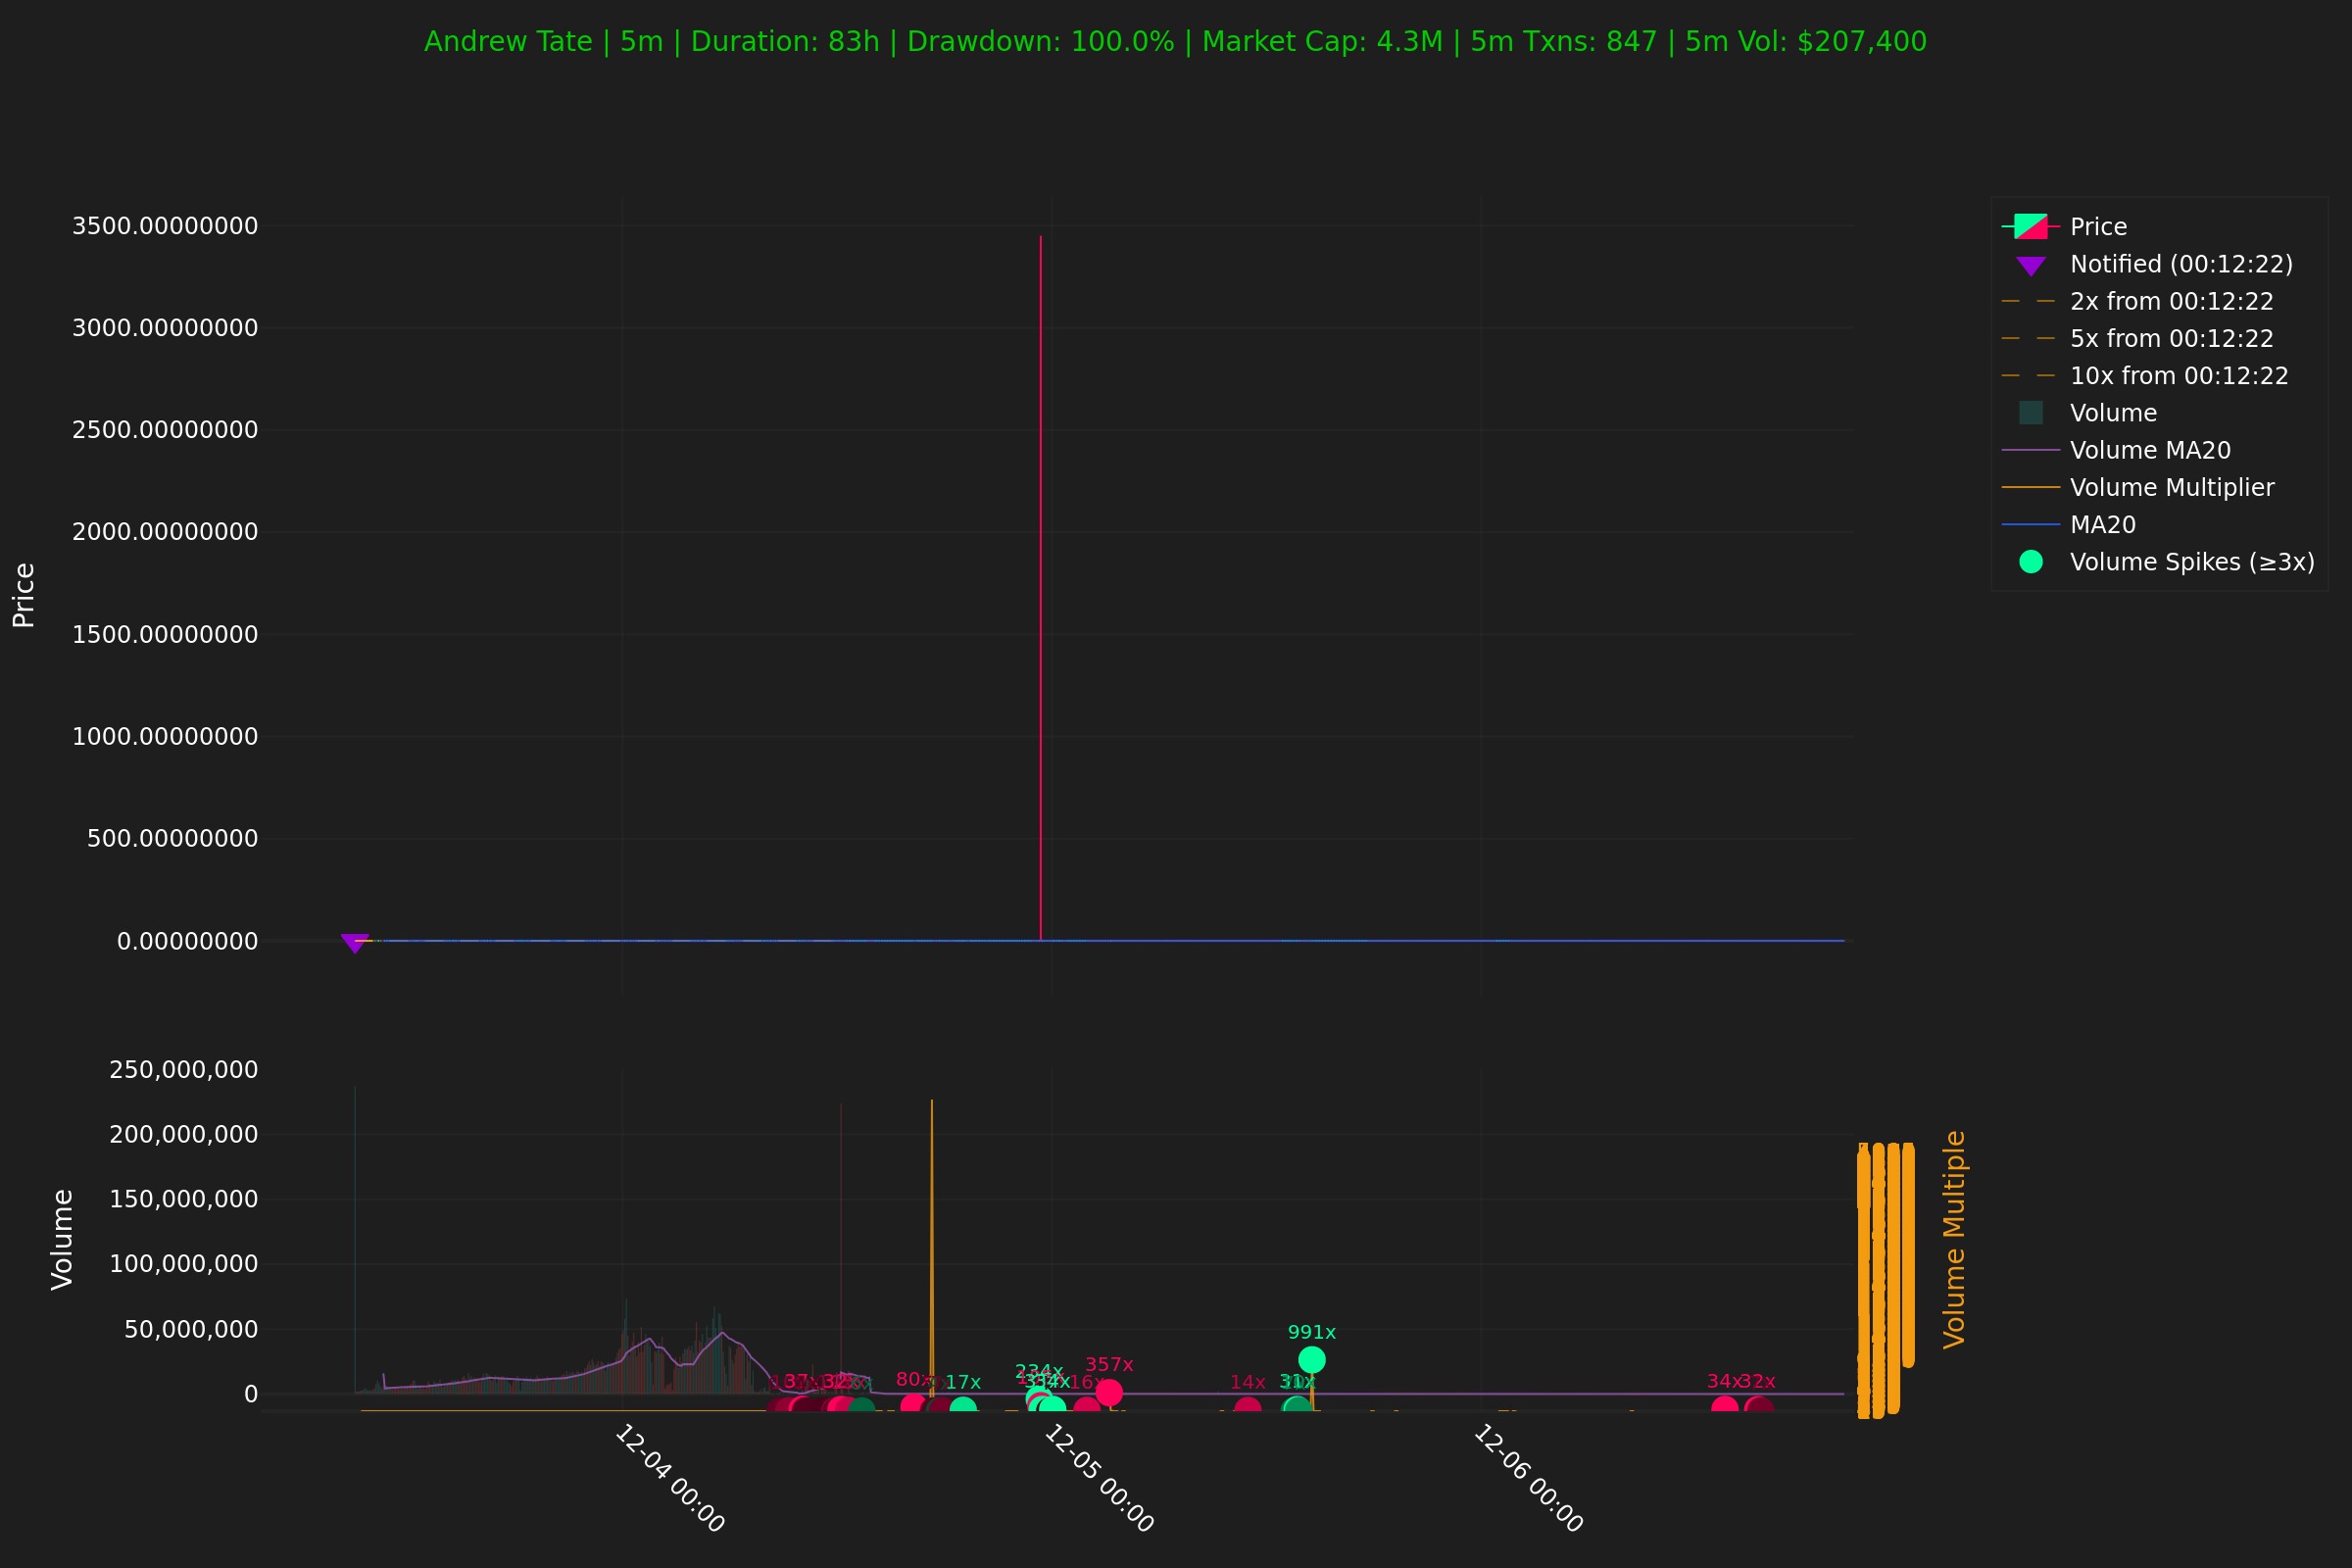 Andrew Tate | 5m | Duration: 83h | Drawdown: 100.0% | Market Cap: 4.3M | 5m Txns: 847 | 5m Vol: $207,400
3500.00000000
3000.00000000
2500.00000000
2000.00000000
1500.00000000
1000.00000000
500.00000000
0.00000000
Price
Price
Notified (00:12:22)
2x from 00:12:22
5x from 00:12:22
10x from 00:12:22
Volume
Volume MA20
Volume Multiplier
MA20
Volume Spikes (≥3x)
250,000,000
200,000,000
150,000,000
100,000,000
50,000,000
0
Volume
Volume Multiple
37x
32x
80x
17x
234x
34x
16x
357x
14x
991x
31x
34x
32x
12-04 00:00
12-05 00:00
12-06 00:00